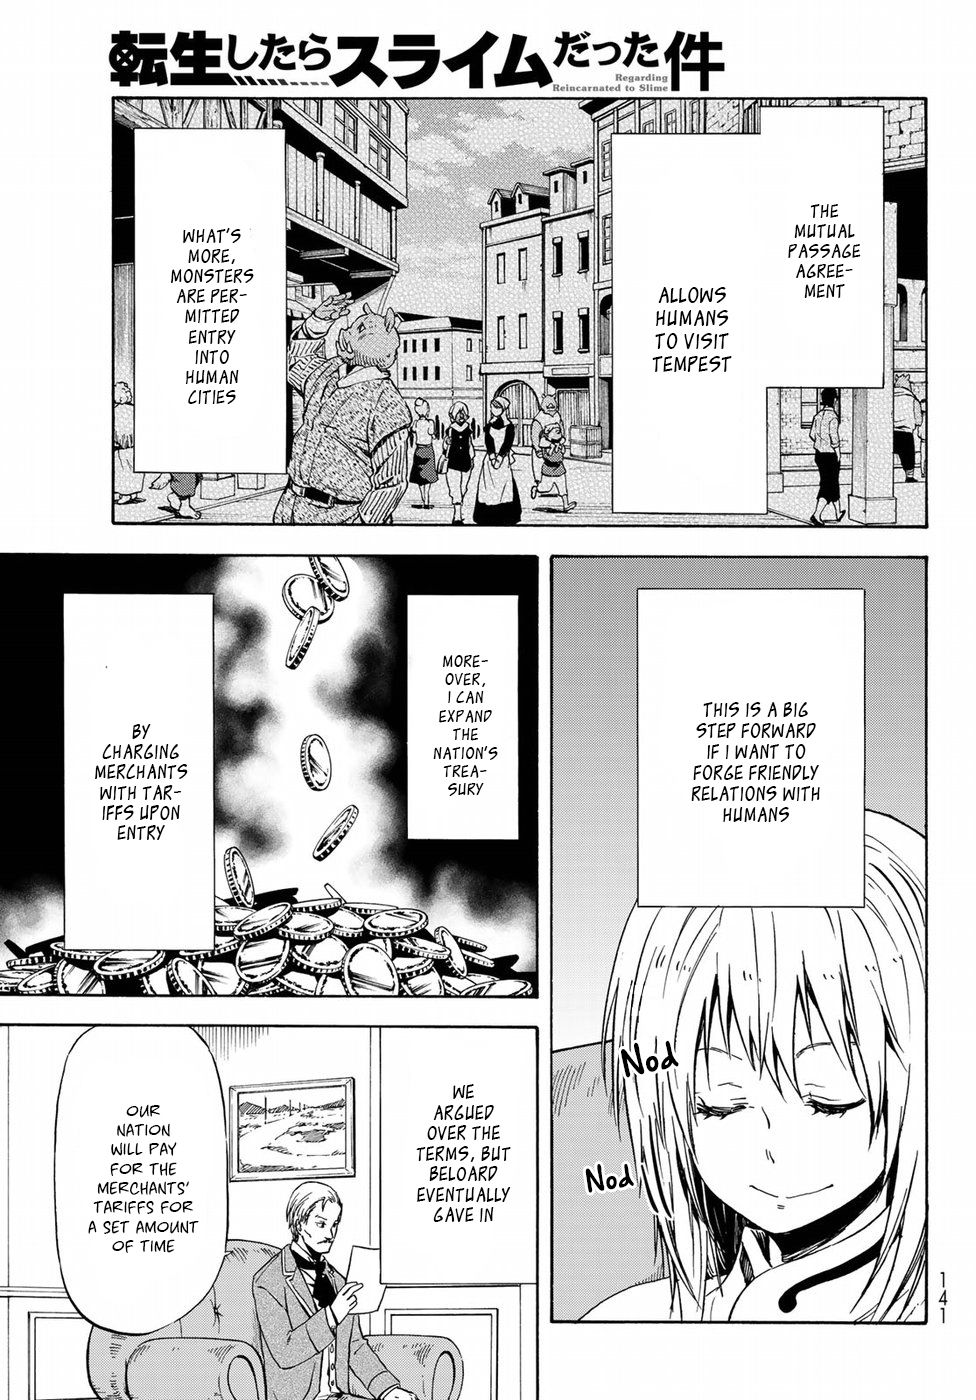 転生したらスライムだった件
Regarding
Reincarnated to Slime
THE
MUTUAL
PASSAGE
AGREE-
MENT
ALLOWS
HUMANS
TO VISIT
TEMPEST
WHAT'S
MORE,
MONSTERS
ARE PER-
MITTED
ENTRY
INTO
HUMAN
CITIES
THIS IS A BIG
STEP FORWARD
IF I WANT TO
FORGE FRIENDLY
RELATIONS WITH
HUMANS
Nod
Nod
MORE-
OVER,
I CAN
EXPAND
THE
NATION'S
TREA-
SURY
BY
CHARGING
MERCHANTS
WITH TAR-
IFFS UPON
ENTRY
WE
ARGUED
OVER THE
TERMS, BUT
BELOARD
EVENTUALLY
GAVE IN
OUR
NATION
WILL PAY
FOR THE
MERCHANTS'
TARIFFS FOR
A SET AMOUNT
OF TIME
141